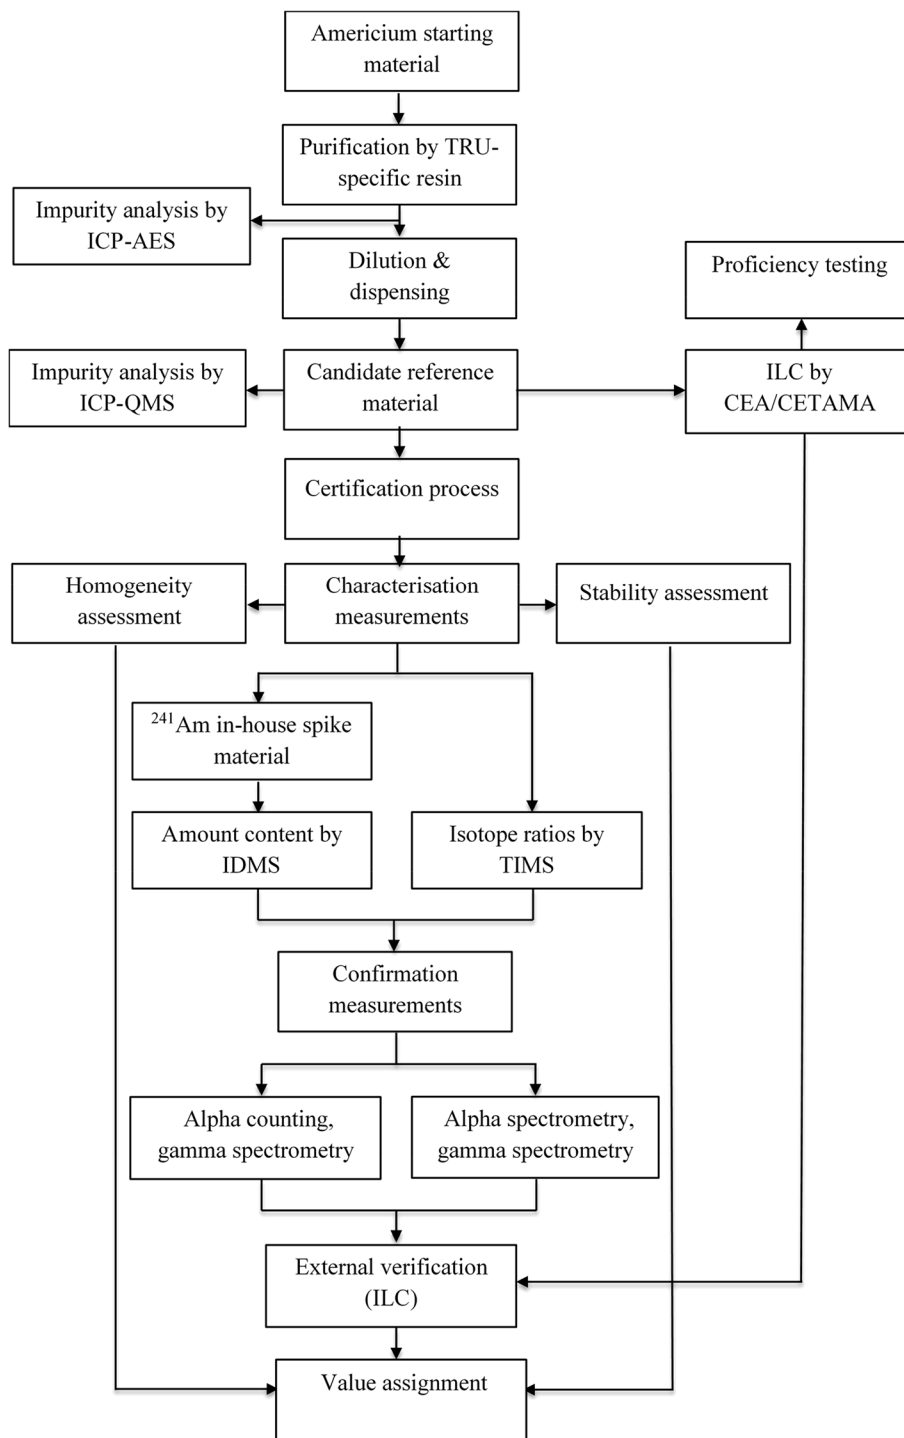 Americium starting
material
Purification by TRU-
specific resin
Impurity analysis by
ICP-AES
Dilution &
dispensing
Proficiency testing
Impurity analysis by
ICP-QMS
Candidate reference
material
ILC by
CEA/CETAMA
Certification process
Homogeneity
assessment
Characterisation
measurements
Stability assessment
²⁴¹Am in-house spike
material
Amount content by
IDMS
Isotope ratios by
TIMS
Confirmation
measurements
Alpha counting,
gamma spectrometry
Alpha spectrometry,
gamma spectrometry
External verification
(ILC)
Value assignment